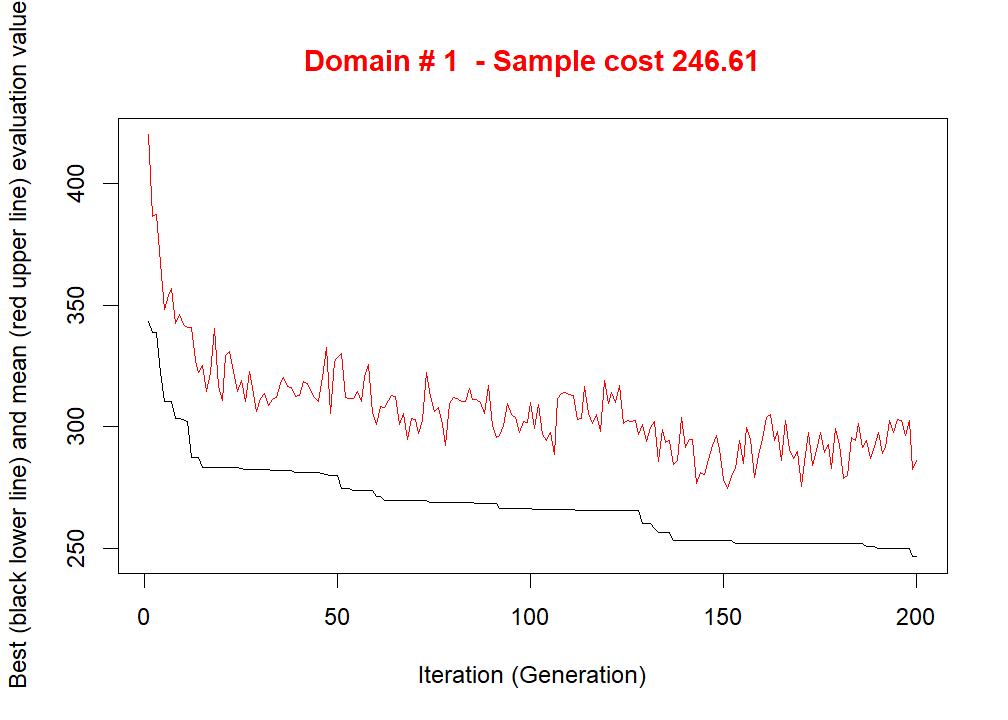 Domain # 1  - Sample cost 246.61
Best (black lower line) and mean (red upper line) evaluation value
400
350
300
250
0 50 100 150 200
Iteration (Generation)